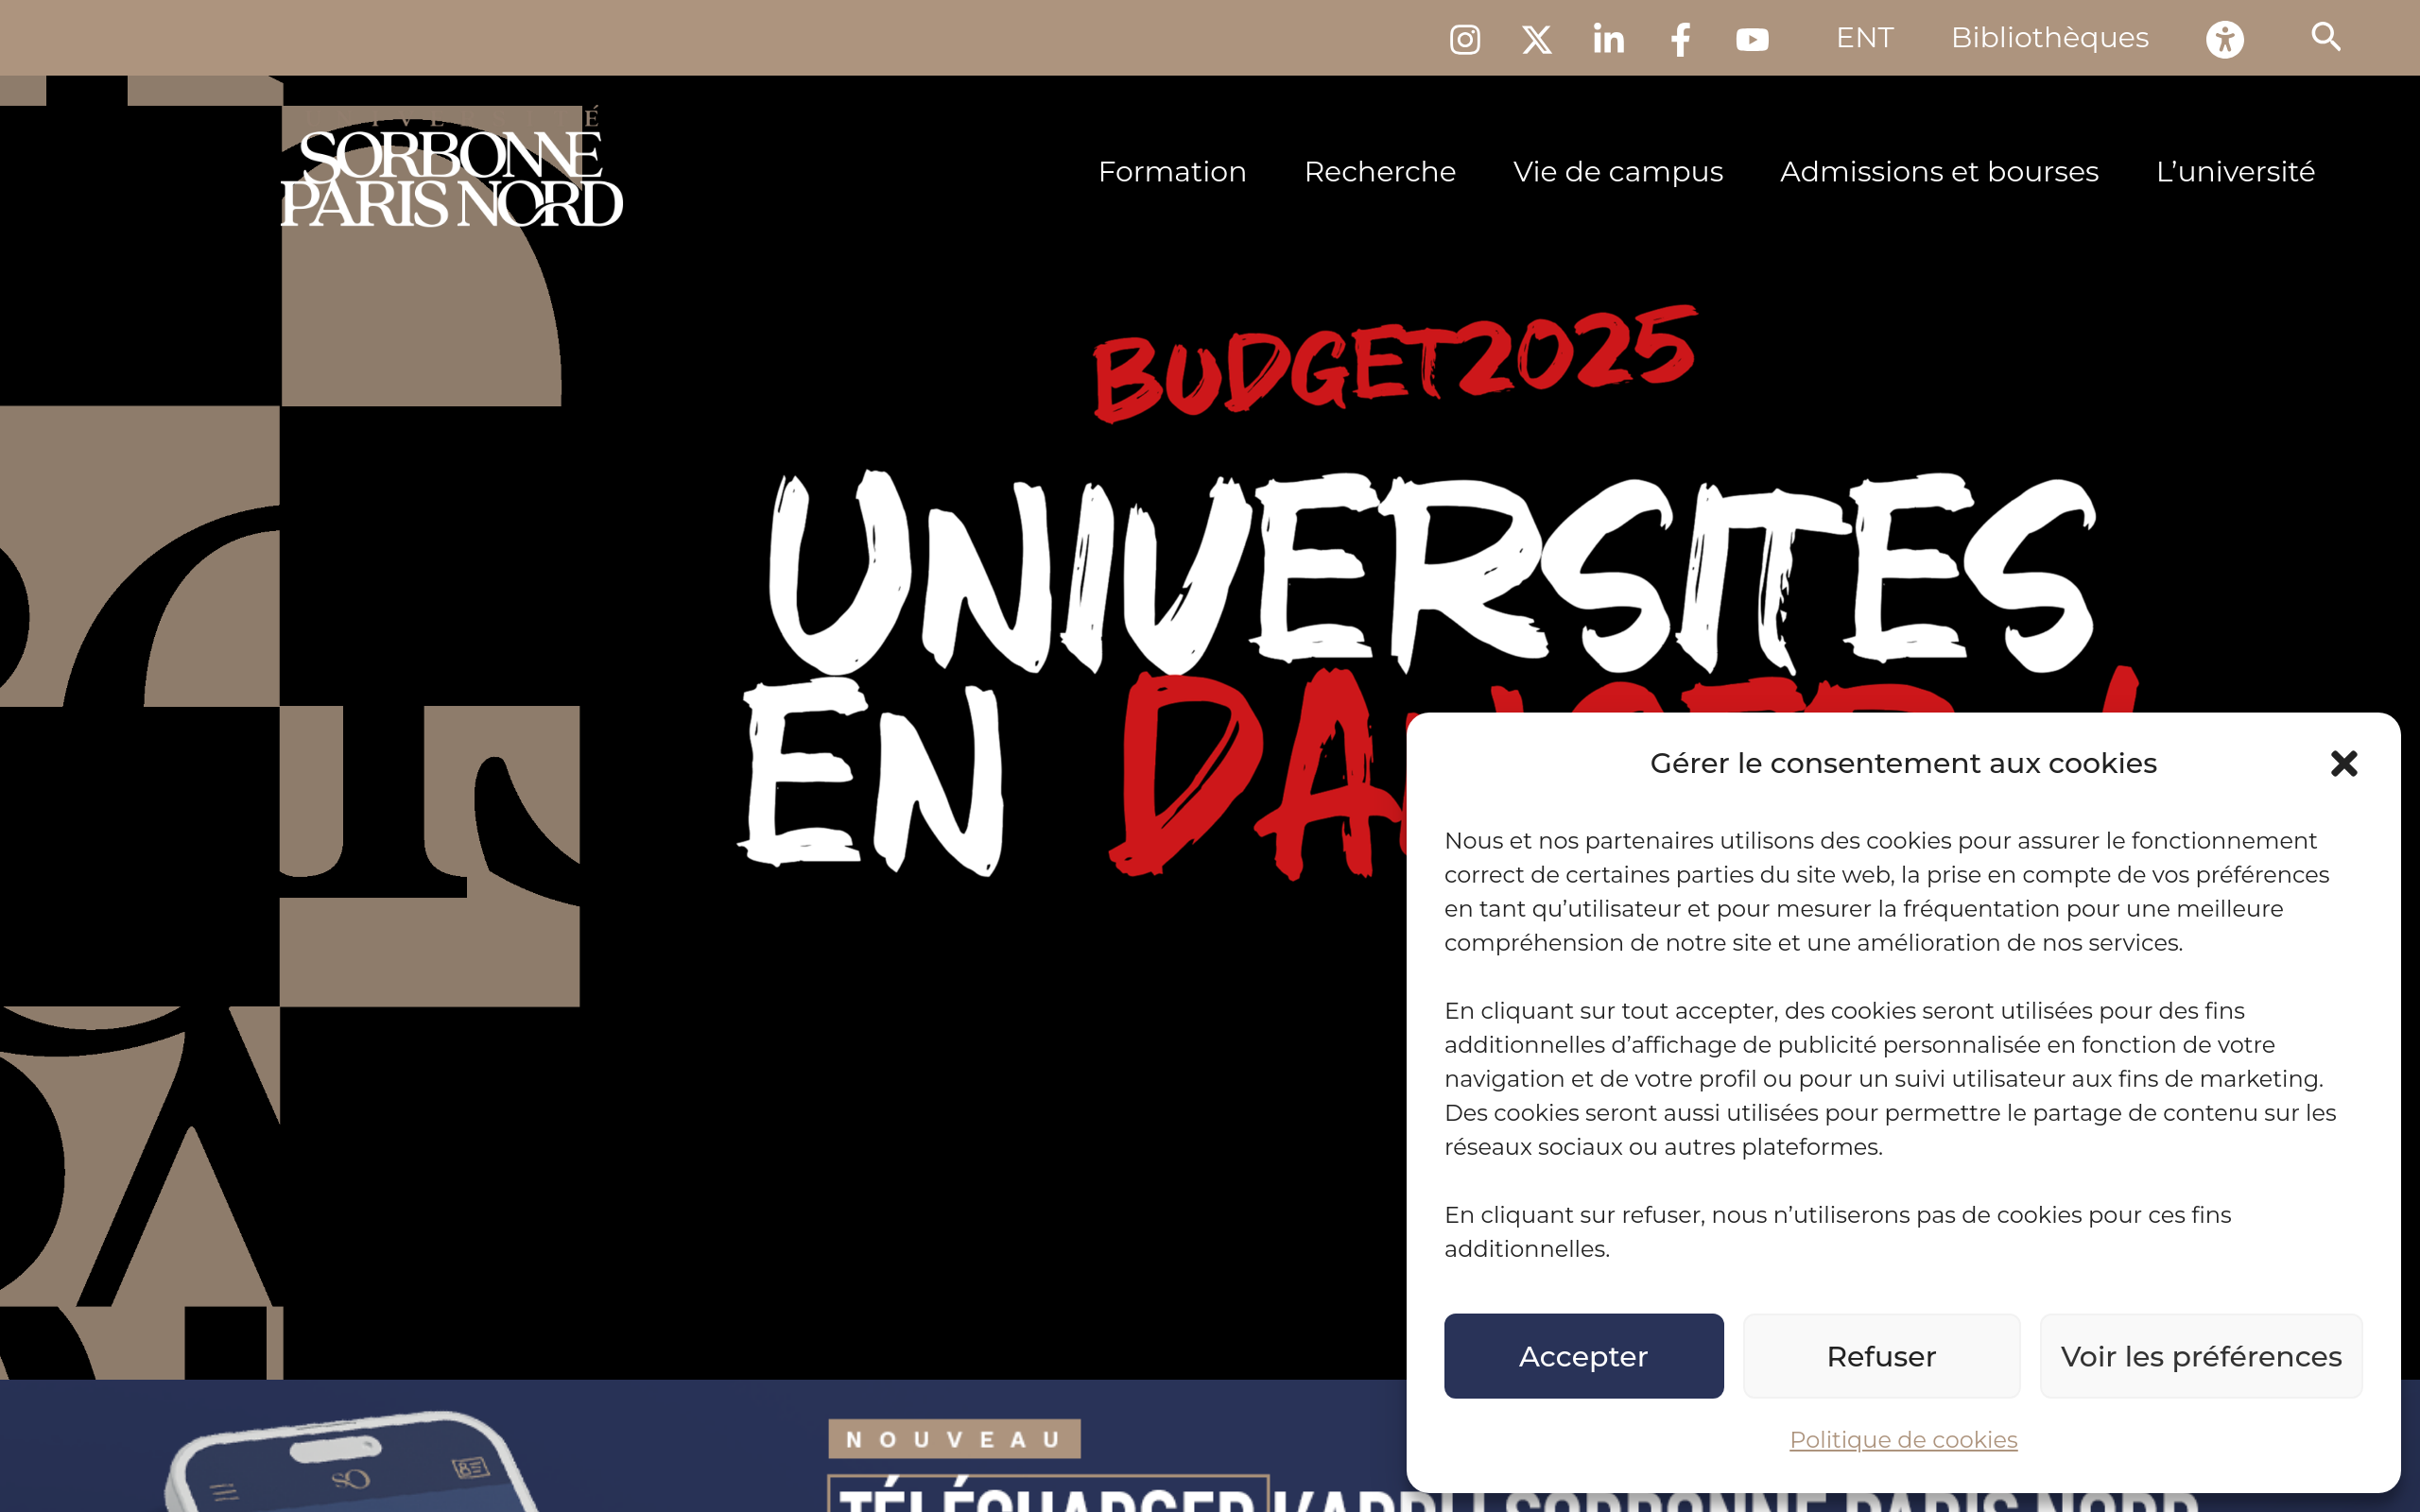 ENT
Bibliothèques
UNIVERSITÉ
SORBONNE
PARIS NORD
Formation
Recherche
Vie de campus
Admissions et bourses
L’université
BUDGET2025
UNIVERSITES
EN
Gérer le consentement aux cookies
Nous et nos partenaires utilisons des cookies pour assurer le fonctionnement
correct de certaines parties du site web, la prise en compte de vos préférences
en tant qu’utilisateur et pour mesurer la fréquentation pour une meilleure
compréhension de notre site et une amélioration de nos services.
En cliquant sur tout accepter, des cookies seront utilisées pour des fins
additionnelles d’affichage de publicité personnalisée en fonction de votre
navigation et de votre profil ou pour un suivi utilisateur aux fins de marketing.
Des cookies seront aussi utilisées pour permettre le partage de contenu sur les
réseaux sociaux ou autres plateformes.
En cliquant sur refuser, nous n’utiliserons pas de cookies pour ces fins
additionnelles.
Accepter
Refuser
Voir les préférences
Politique de cookies
NOUVEAU
TÉLÉCHARGER L'APPLI SORBONNE PARIS NORD